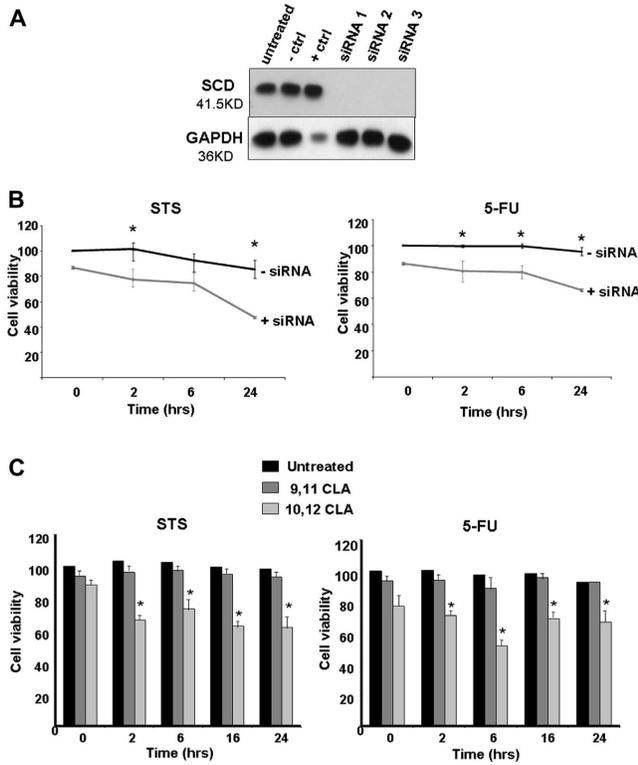 A
untreated
- ctrl
+ ctrl
siRNA 1
siRNA 2
siRNA 3
SCD
41.5KD
GAPDH
36KD
B
STS
120
*
*
100
80
60
40
20
Cell viability
- siRNA
+ siRNA
0 2 6 24
Time (hrs)
5-FU
120
* * *
100
80
60
40
20
Cell viability
- siRNA
+ siRNA
0 2 6 24
Time (hrs)
C
Untreated
9,11 CLA
10,12 CLA
STS
120
100
80
60
40
20
0
Cell viability
* * * *
0 2 6 16 24
Time (hrs)
5-FU
120
100
80
60
40
20
0
Cell viability
* * * *
0 2 6 16 24
Time (hrs)